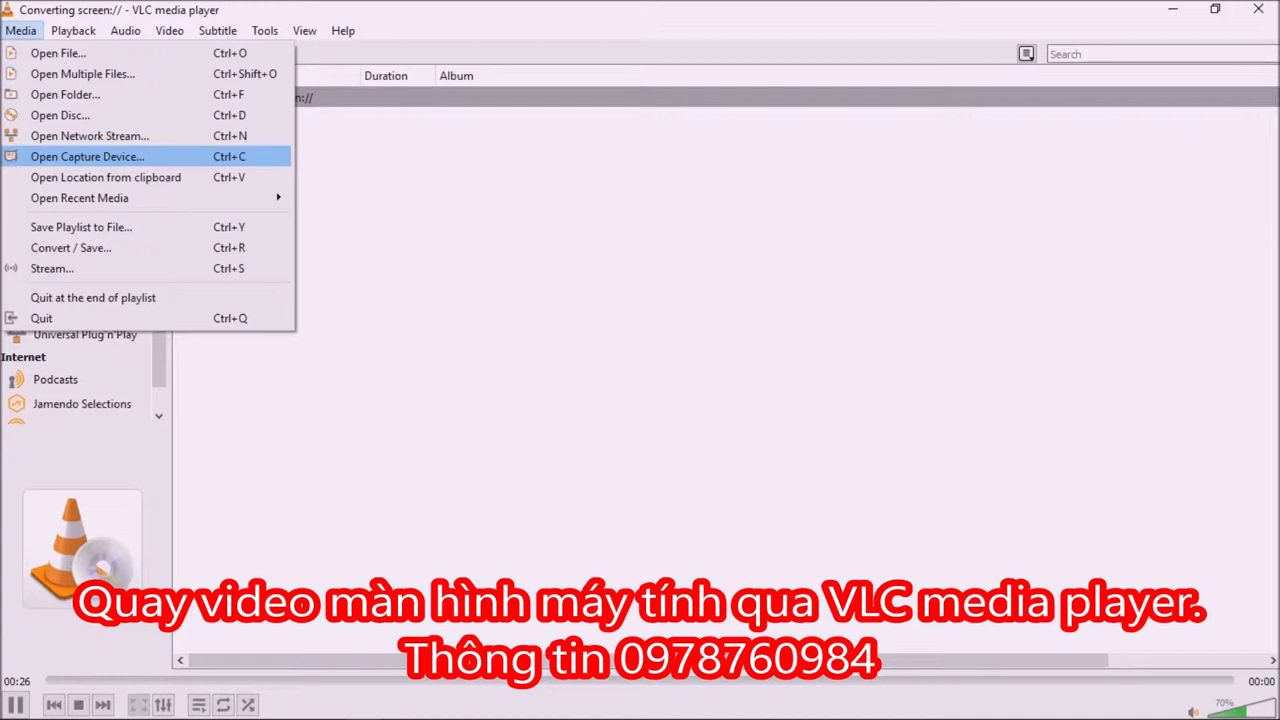 Converting screen:// - VLC media player
Media Playback Audio Video Subtitle Tools View Help
Open File... Ctrl+O
Open Multiple Files... Ctrl+Shift+O
Open Folder... Ctrl+F
Open Disc... Ctrl+D
Open Network Stream... Ctrl+N
Open Capture Device... Ctrl+C
Open Location from clipboard Ctrl+V
Open Recent Media
Save Playlist to File... Ctrl+Y
Convert / Save... Ctrl+R
Stream... Ctrl+S
Quit at the end of playlist
Quit Ctrl+Q
Search
Duration Album
n://
Universal Plug'n'Play
Internet
Podcasts
Jamendo Selections
Quay video màn hình máy tính qua VLC media player.
Thông tin 0978760984
00:26 00:00
70%